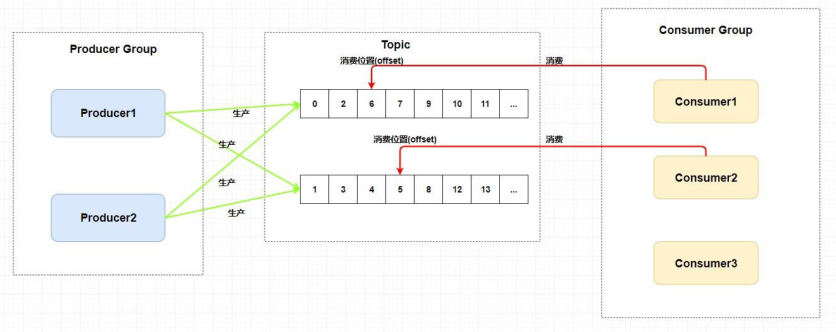 Producer Group
Topic
Consumer Group
消费位置(offset)
消费
Producer1
生产
0 2 6 7 9 10 11 ...
Consumer1
生产
消费位置(offset)
消费
生产
1 3 4 5 8 12 13 ...
Consumer2
Producer2
生产
Consumer3